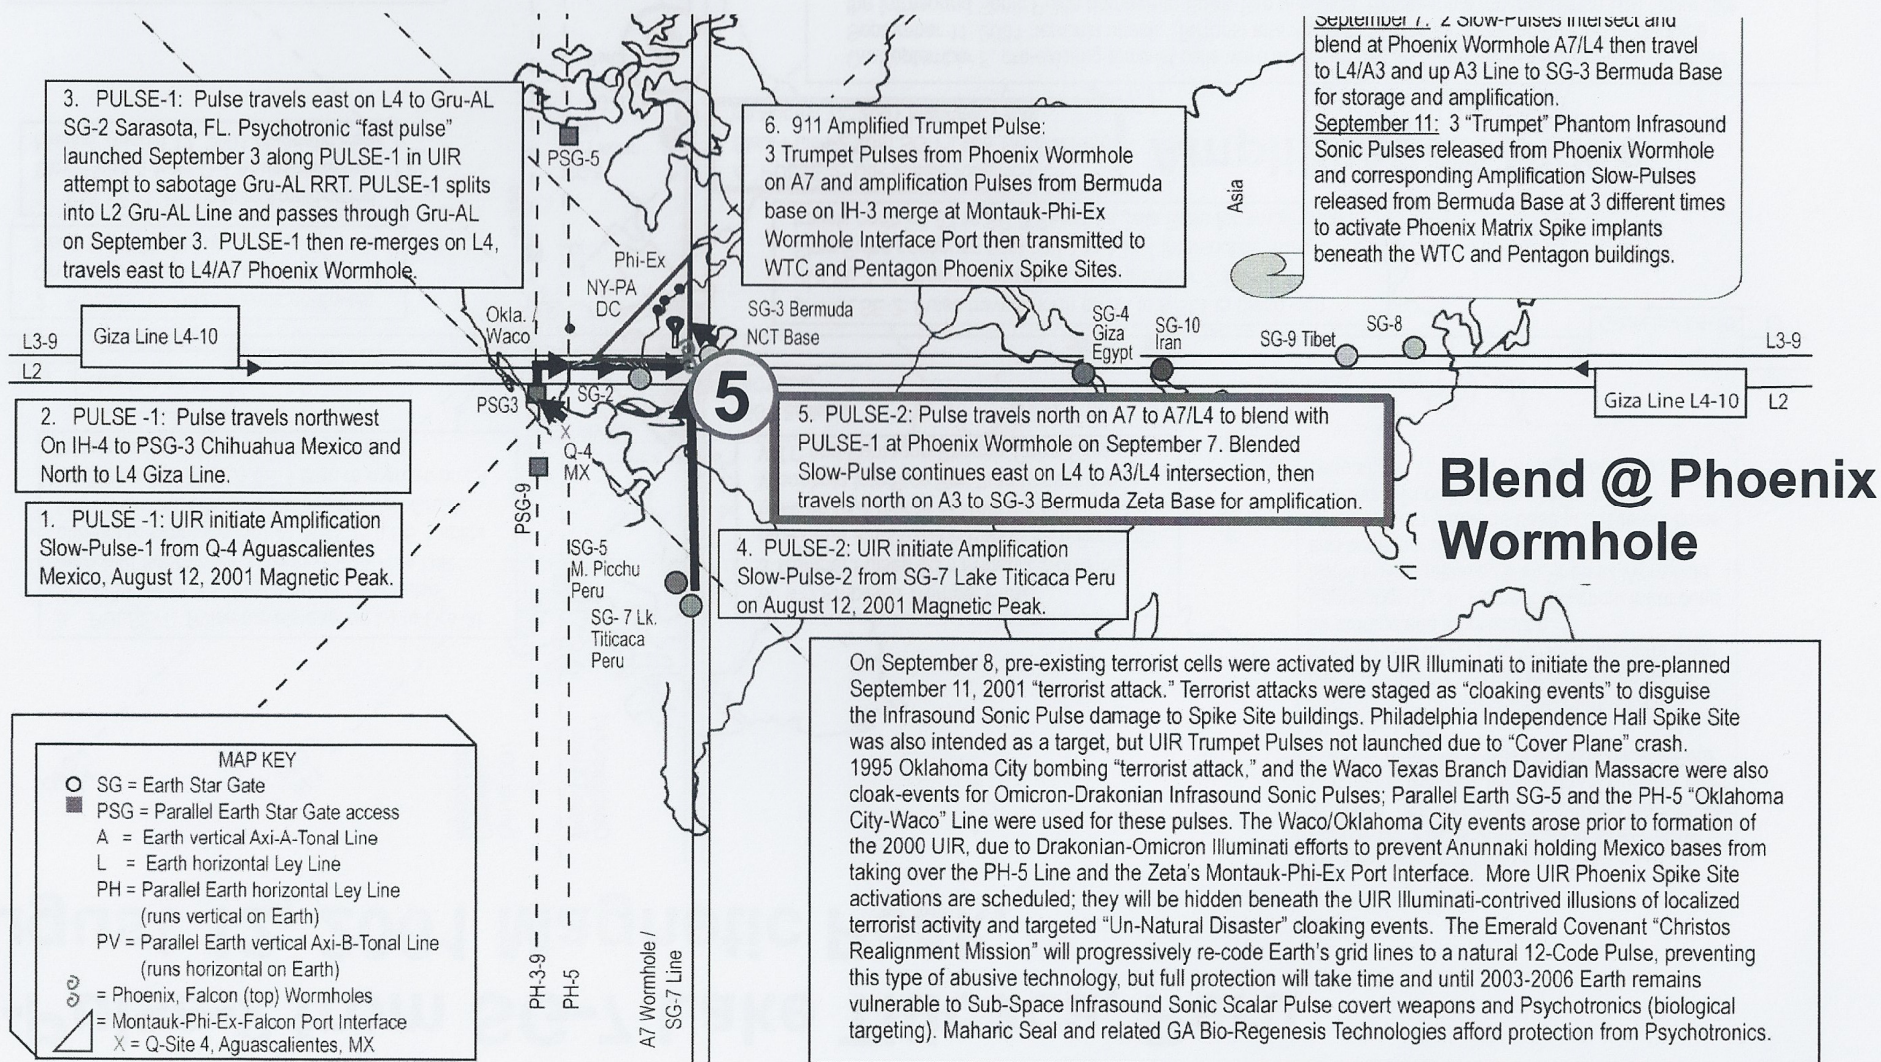 3. PULSE-1: Pulse travels east on L4 to Gru-AL
SG-2 Sarasota, FL. Psychotronic “fast pulse”
launched September 3 along PULSE-1 in UIR
attempt to sabotage Gru-AL RRT. PULSE-1 splits
into L2 Gru-AL Line and passes through Gru-AL
on September 3. PULSE-1 then re-merges on L4,
travels east to L4/A7 Phoenix Wormhole.
PSG-5
6. 911 Amplified Trumpet Pulse:
3 Trumpet Pulses from Phoenix Wormhole
on A7 and amplification Pulses from Bermuda
base on IH-3 merge at Montauk-Phi-Ex
Wormhole Interface Port then transmitted to
WTC and Pentagon Phoenix Spike Sites.
Asia
September 7: 2 Slow-Pulses intersect and
blend at Phoenix Wormhole A7/L4 then travel
to L4/A3 and up A3 Line to SG-3 Bermuda Base
for storage and amplification.
September 11: 3 “Trumpet” Phantom Infrasound
Sonic Pulses released from Phoenix Wormhole
and corresponding Amplification Slow-Pulses
released from Bermuda Base at 3 different times
to activate Phoenix Matrix Spike implants
beneath the WTC and Pentagon buildings.
Phi-Ex
NY-PA
DC
Okla. /
Waco
SG-3 Bermuda
NCT Base
SG-4
Giza
Egypt
SG-10
Iran
SG-9 Tibet
SG-8
L3-9
Giza Line L4-10
L2
L3-9
Giza Line L4-10
L2
PSG3
SG-2
5
2. PULSE -1: Pulse travels northwest
On IH-4 to PSG-3 Chihuahua Mexico and
North to L4 Giza Line.
X
Q-4
MX
PSG-9
5. PULSE-2: Pulse travels north on A7 to A7/L4 to blend with
PULSE-1 at Phoenix Wormhole on September 7. Blended
Slow-Pulse continues east on L4 to A3/L4 intersection, then
travels north on A3 to SG-3 Bermuda Zeta Base for amplification.
Blend @ Phoenix
Wormhole
1. PULSE -1: UIR initiate Amplification
Slow-Pulse-1 from Q-4 Aguascalientes
Mexico, August 12, 2001 Magnetic Peak.
SG-5
M. Picchu
Peru
SG- 7 Lk.
Titicaca
Peru
4. PULSE-2: UIR initiate Amplification
Slow-Pulse-2 from SG-7 Lake Titicaca Peru
on August 12, 2001 Magnetic Peak.
On September 8, pre-existing terrorist cells were activated by UIR Illuminati to initiate the pre-planned
September 11, 2001 “terrorist attack.” Terrorist attacks were staged as “cloaking events” to disguise
the Infrasound Sonic Pulse damage to Spike Site buildings. Philadelphia Independence Hall Spike Site
was also intended as a target, but UIR Trumpet Pulses not launched due to “Cover Plane” crash.
1995 Oklahoma City bombing “terrorist attack,” and the Waco Texas Branch Davidian Massacre were also
cloak-events for Omicron-Drakonian Infrasound Sonic Pulses; Parallel Earth SG-5 and the PH-5 “Oklahoma
City-Waco” Line were used for these pulses. The Waco/Oklahoma City events arose prior to formation of
the 2000 UIR, due to Drakonian-Omicron Illuminati efforts to prevent Anunnaki holding Mexico bases from
taking over the PH-5 Line and the Zeta’s Montauk-Phi-Ex Port Interface. More UIR Phoenix Spike Site
activations are scheduled; they will be hidden beneath the UIR Illuminati-contrived illusions of localized
terrorist activity and targeted “Un-Natural Disaster” cloaking events. The Emerald Covenant “Christos
Realignment Mission” will progressively re-code Earth’s grid lines to a natural 12-Code Pulse, preventing
this type of abusive technology, but full protection will take time and until 2003-2006 Earth remains
vulnerable to Sub-Space Infrasound Sonic Scalar Pulse covert weapons and Psychotronics (biological
targeting). Maharic Seal and related GA Bio-Regenesis Technologies afford protection from Psychotronics.
MAP KEY
SG = Earth Star Gate
PSG = Parallel Earth Star Gate access
A = Earth vertical Axi-A-Tonal Line
L = Earth horizontal Ley Line
PH = Parallel Earth horizontal Ley Line
(runs vertical on Earth)
PV = Parallel Earth vertical Axi-B-Tonal Line
(runs horizontal on Earth)
= Phoenix, Falcon (top) Wormholes
= Montauk-Phi-Ex-Falcon Port Interface
X = Q-Site 4, Aguascalientes, MX
PH-3-9
PH-5
A7 Wormhole /
SG-7 Line